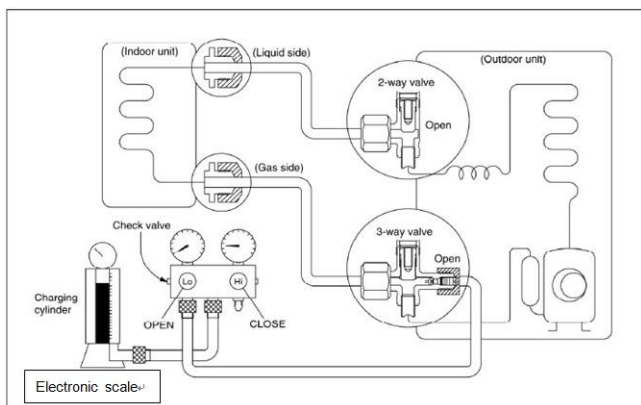 (Indoor unit)
(Liquid side)
2-way valve
(Outdoor unit)
Open
(Gas side)
3-way valve
Open
Check valve
Lo
Hi
Charging
cylinder
OPEN
CLOSE
Electronic scale